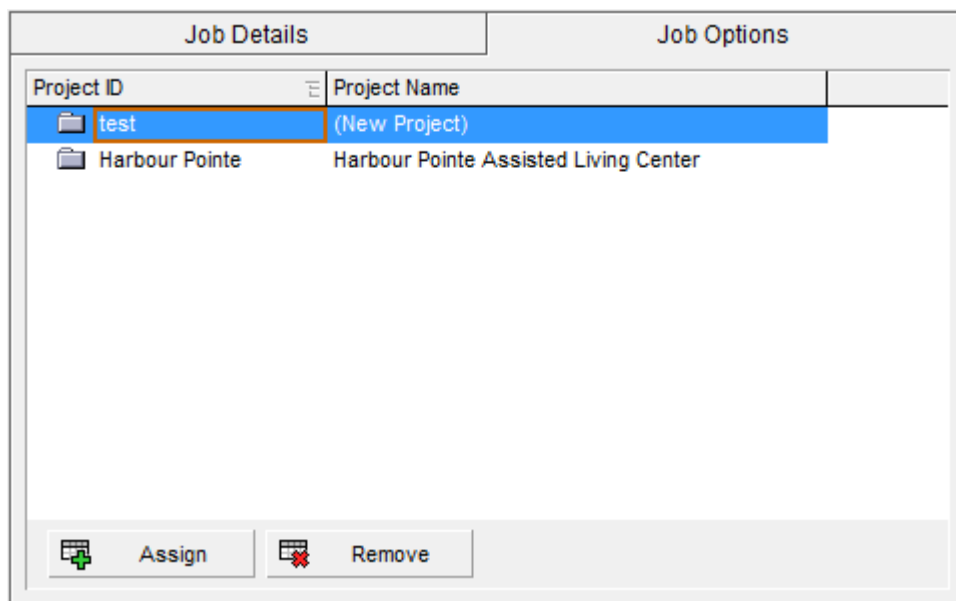 Job Details Job Options
Project ID Project Name
test (New Project)
Harbour Pointe Harbour Pointe Assisted Living Center
Assign Remove